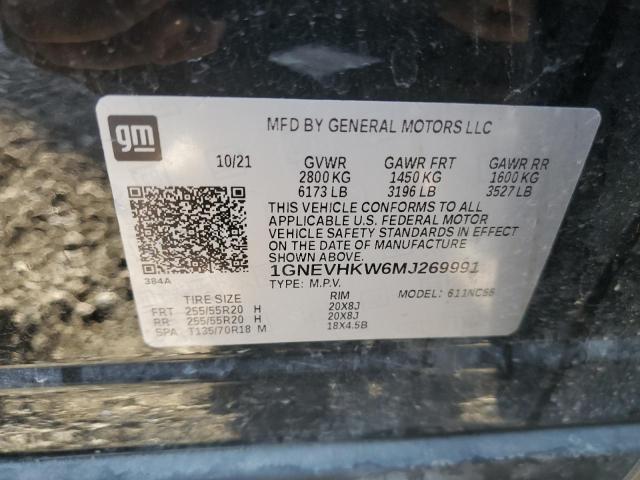 gm
MFD BY GENERAL MOTORS LLC
10/21 GVWR GAWR FRT GAWR RR
2800 KG 1450 KG 1600 KG
6173 LB 3196 LB 3527 LB
THIS VEHICLE CONFORMS TO ALL
APPLICABLE U.S. FEDERAL MOTOR
VEHICLE SAFETY STANDARDS IN EFFECT
ON THE DATE OF MANUFACTURE
SHOWN ABOVE.
384A
1GNEVHKW6MJ269991
TYPE: M.P.V. MODEL: 611NC56
TIRE SIZE RIM
FRT 255/55R20 H 20X8J
RR 255/55R20 H 20X8J
SPA T135/70R18 M 18X4.5B